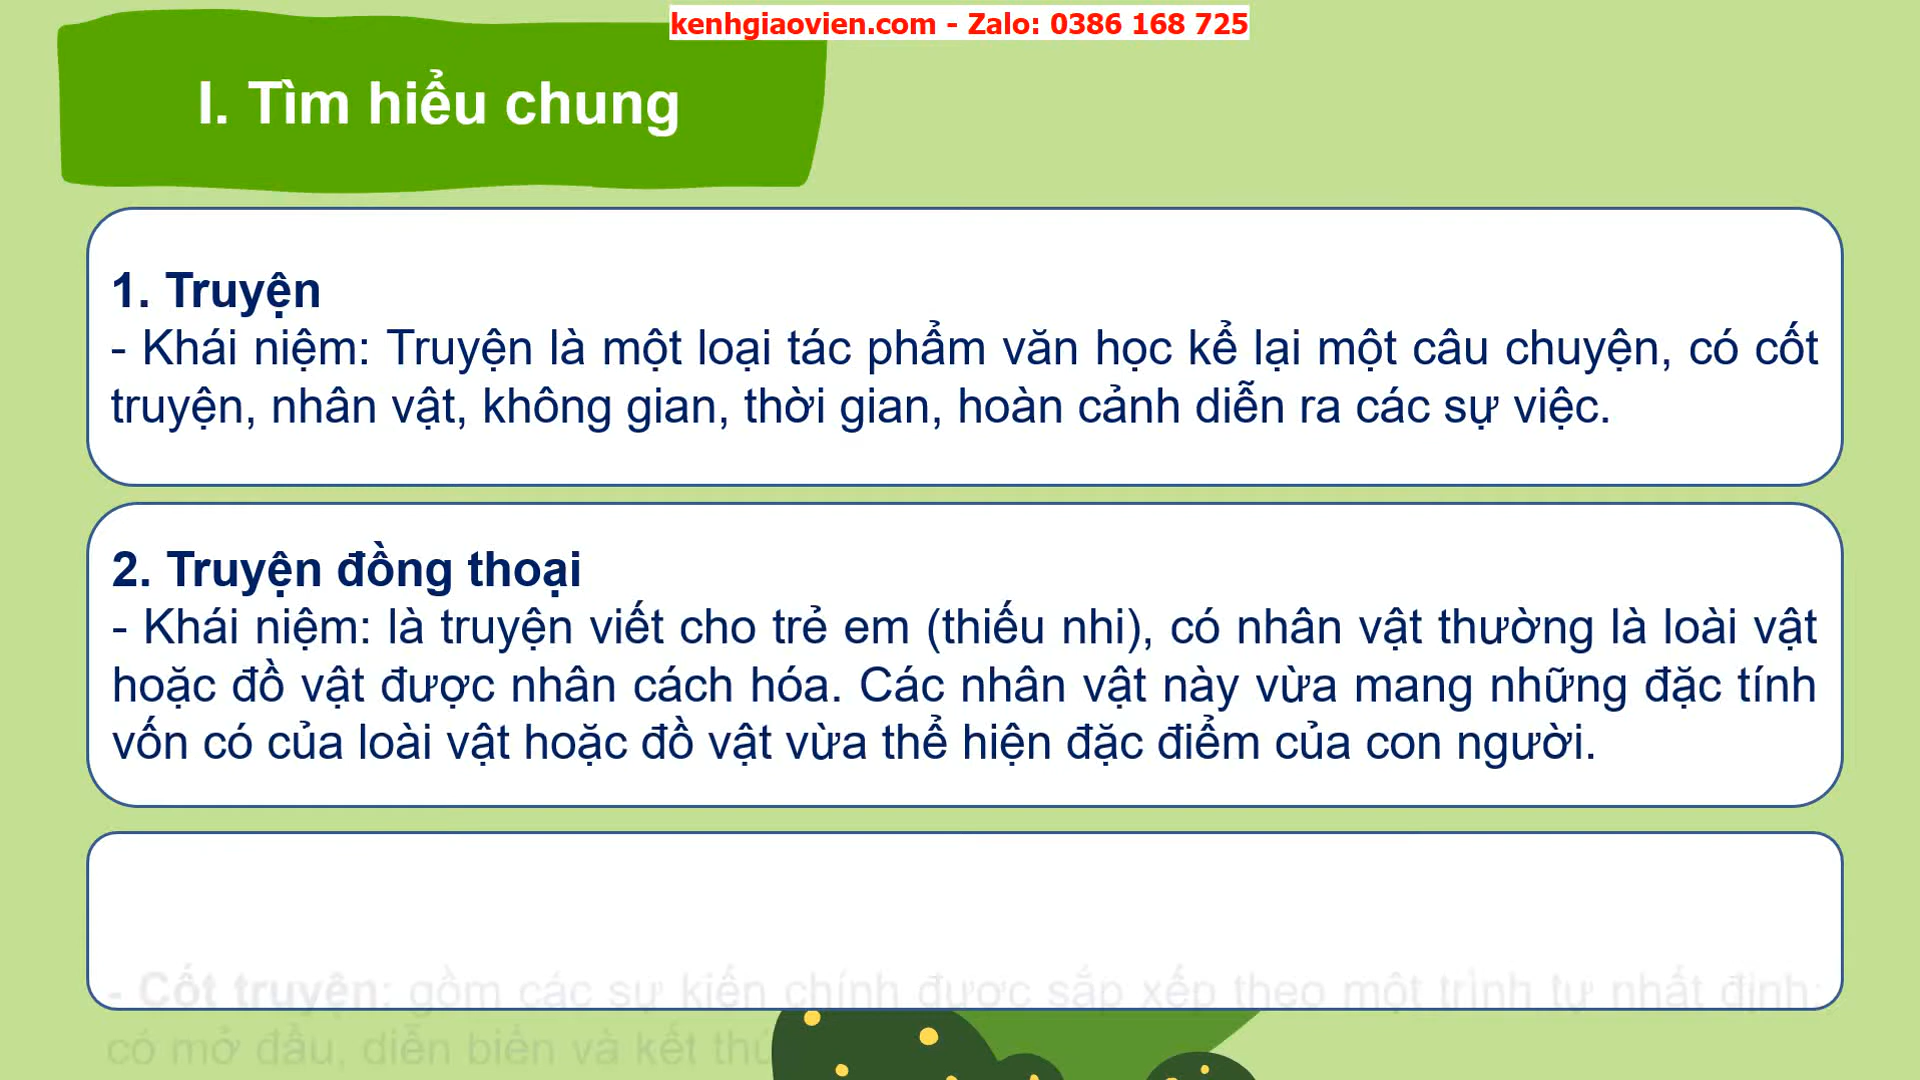 kenhgiaovien.com - Zalo: 0386 168 725
I. Tìm hiểu chung
1. Truyện
- Khái niệm: Truyện là một loại tác phẩm văn học kể lại một câu chuyện, có cốt
truyện, nhân vật, không gian, thời gian, hoàn cảnh diễn ra các sự việc.
2. Truyện đồng thoại
- Khái niệm: là truyện viết cho trẻ em (thiếu nhi), có nhân vật thường là loài vật
hoặc đồ vật được nhân cách hóa. Các nhân vật này vừa mang những đặc tính
vốn có của loài vật hoặc đồ vật vừa thể hiện đặc điểm của con người.
- Cốt truyện: gồm các sự kiện chính được sắp xếp theo một trình tự nhất định:
có mở đầu, diễn biến và kết